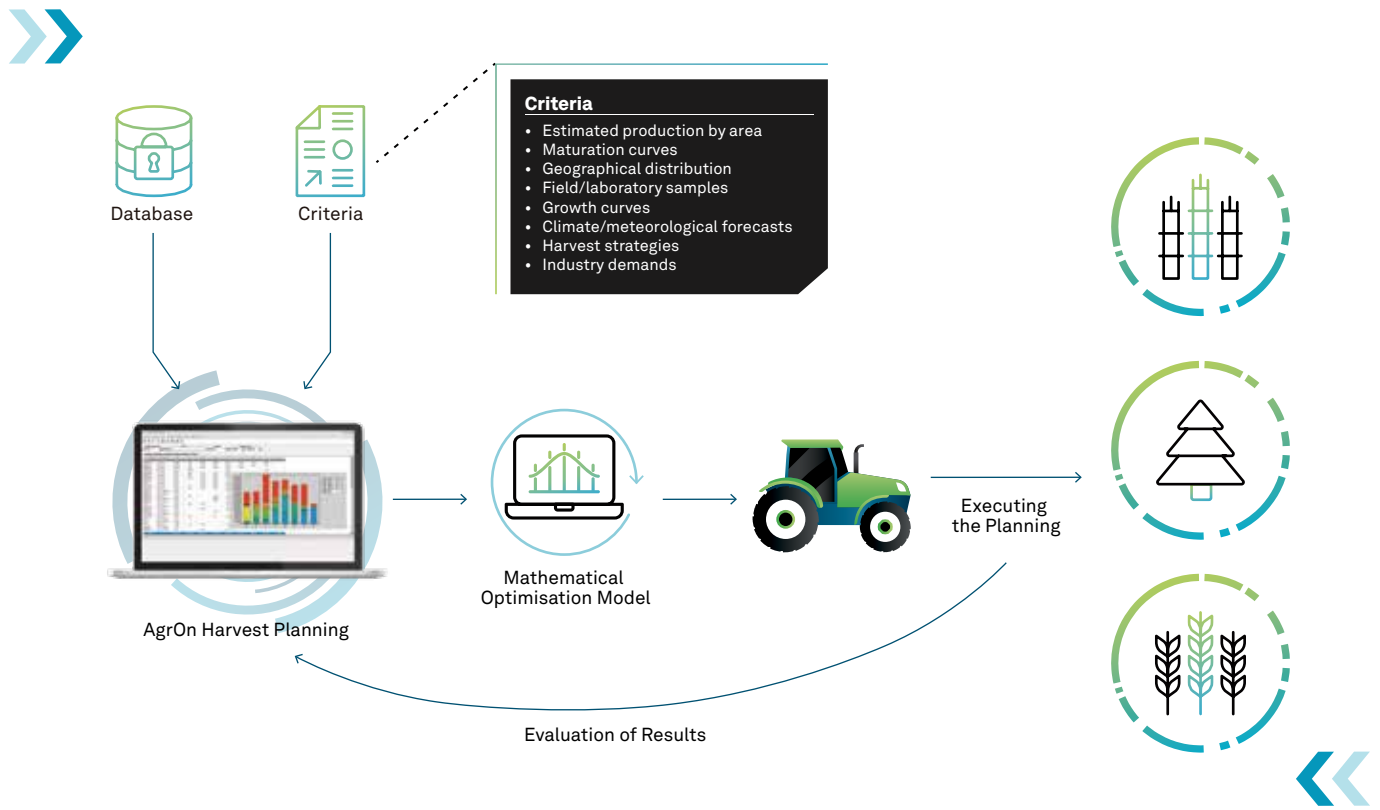 Database
Criteria
Criteria
• Estimated production by area
• Maturation curves
• Geographical distribution
• Field/laboratory samples
• Growth curves
• Climate/meteorological forecasts
• Harvest strategies
• Industry demands
AgrOn Harvest Planning
Mathematical
Optimisation Model
Executing
the Planning
Evaluation of Results